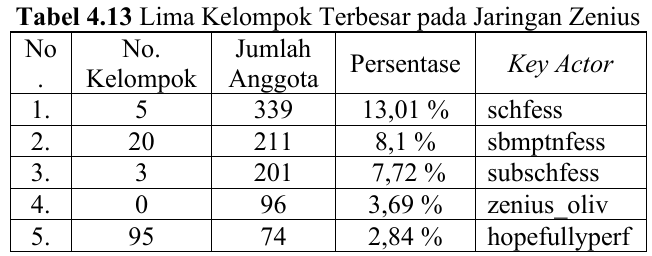 Tabel 4.13 Lima Kelompok Terbesar pada Jaringan Zenius
No. No. Kelompok Jumlah Anggota Persentase Key Actor
1. 5 339 13,01 % schfess
2. 20 211 8,1 % sbmptnfess
3. 3 201 7,72 % subschfess
4. 0 96 3,69 % zenius_oliv
5. 95 74 2,84 % hopefullyperf